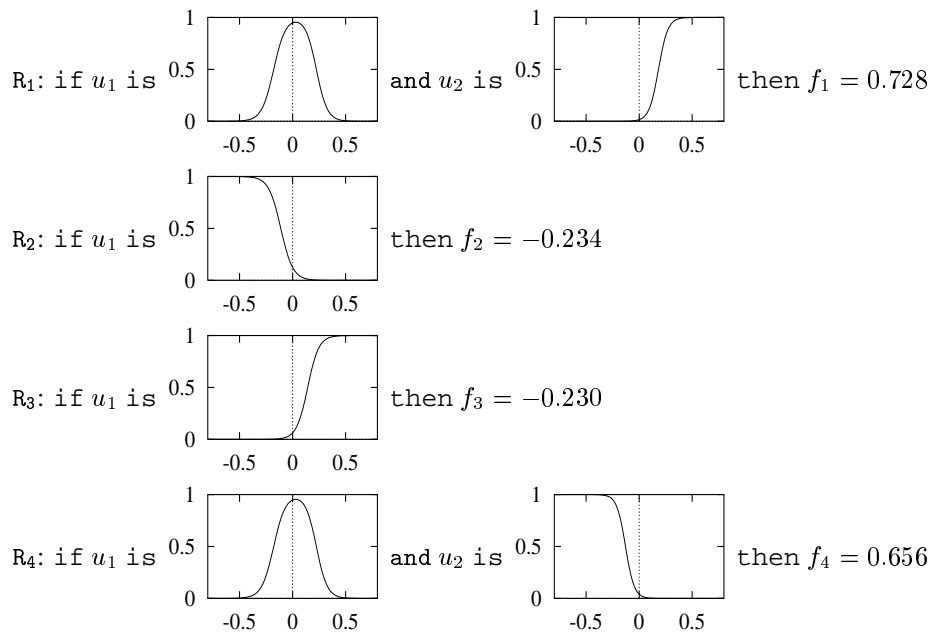 1 1
R₁: if u₁ is 0.5 and u₂ is 0.5 then f₁ = 0.728
0 0
-0.5 0 0.5 -0.5 0 0.5
1
R₂: if u₁ is 0.5 then f₂ = −0.234
0
-0.5 0 0.5
1
R₃: if u₁ is 0.5 then f₃ = −0.230
0
-0.5 0 0.5
1 1
R₄: if u₁ is 0.5 and u₂ is 0.5 then f₄ = 0.656
0 0
-0.5 0 0.5 -0.5 0 0.5